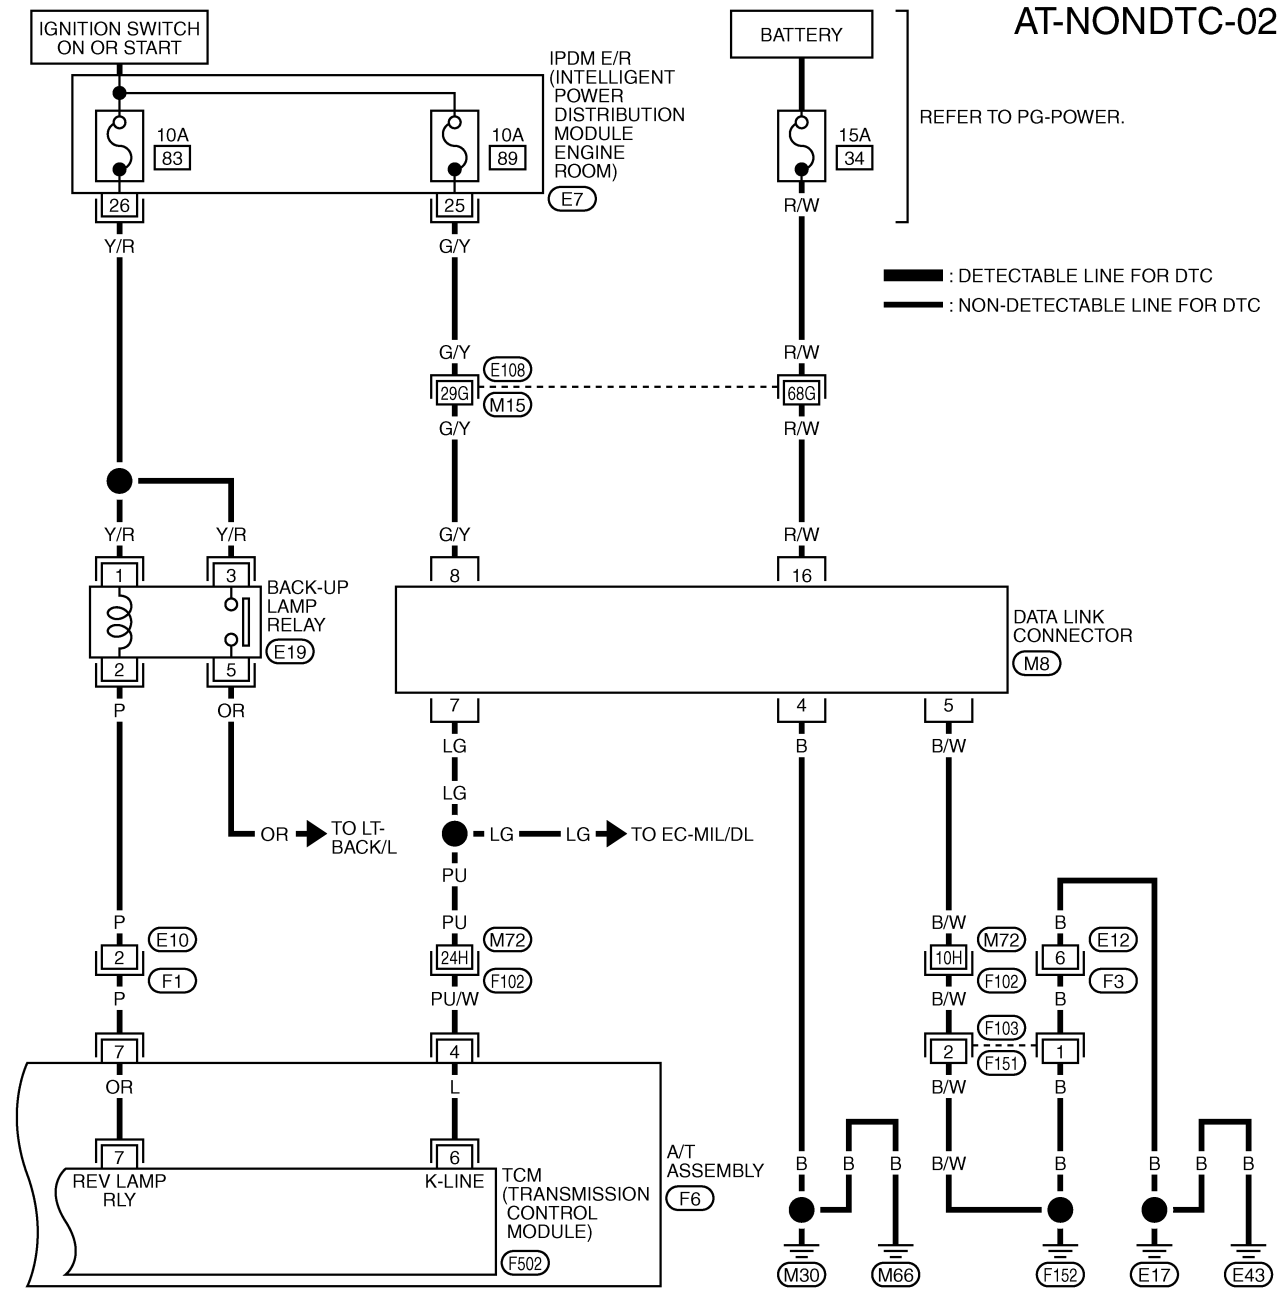 AT-NONDTC-02
IGNITION SWITCH
ON OR START
BATTERY
IPDM E/R
(INTELLIGENT
POWER
DISTRIBUTION
MODULE
ENGINE
ROOM)
E7
10A
83
10A
89
15A
34
REFER TO PG-POWER.
26
25
R/W
Y/R
G/Y
: DETECTABLE LINE FOR DTC
: NON-DETECTABLE LINE FOR DTC
G/Y
E108
R/W
29G
M15
68G
G/Y
R/W
Y/R
Y/R
G/Y
R/W
1
3
8
16
BACK-UP
LAMP
RELAY
E19
DATA LINK
CONNECTOR
M8
2
5
7
4
5
P
OR
LG
B
B/W
LG
OR
TO LT-
BACK/L
LG
LG
TO EC-MIL/DL
PU
P
PU
B/W
B
2
E10
F1
24H
M72
F102
10H
M72
F102
6
E12
F3
P
PU/W
B/W
B
7
4
2
F103
F151
1
OR
L
B/W
B
7
6
REV LAMP
RLY
K-LINE
TCM
(TRANSMISSION
CONTROL
MODULE)
F502
A/T
ASSEMBLY
F6
B
B
B
B/W
B
B
B
B
M30
M66
F152
E17
E43